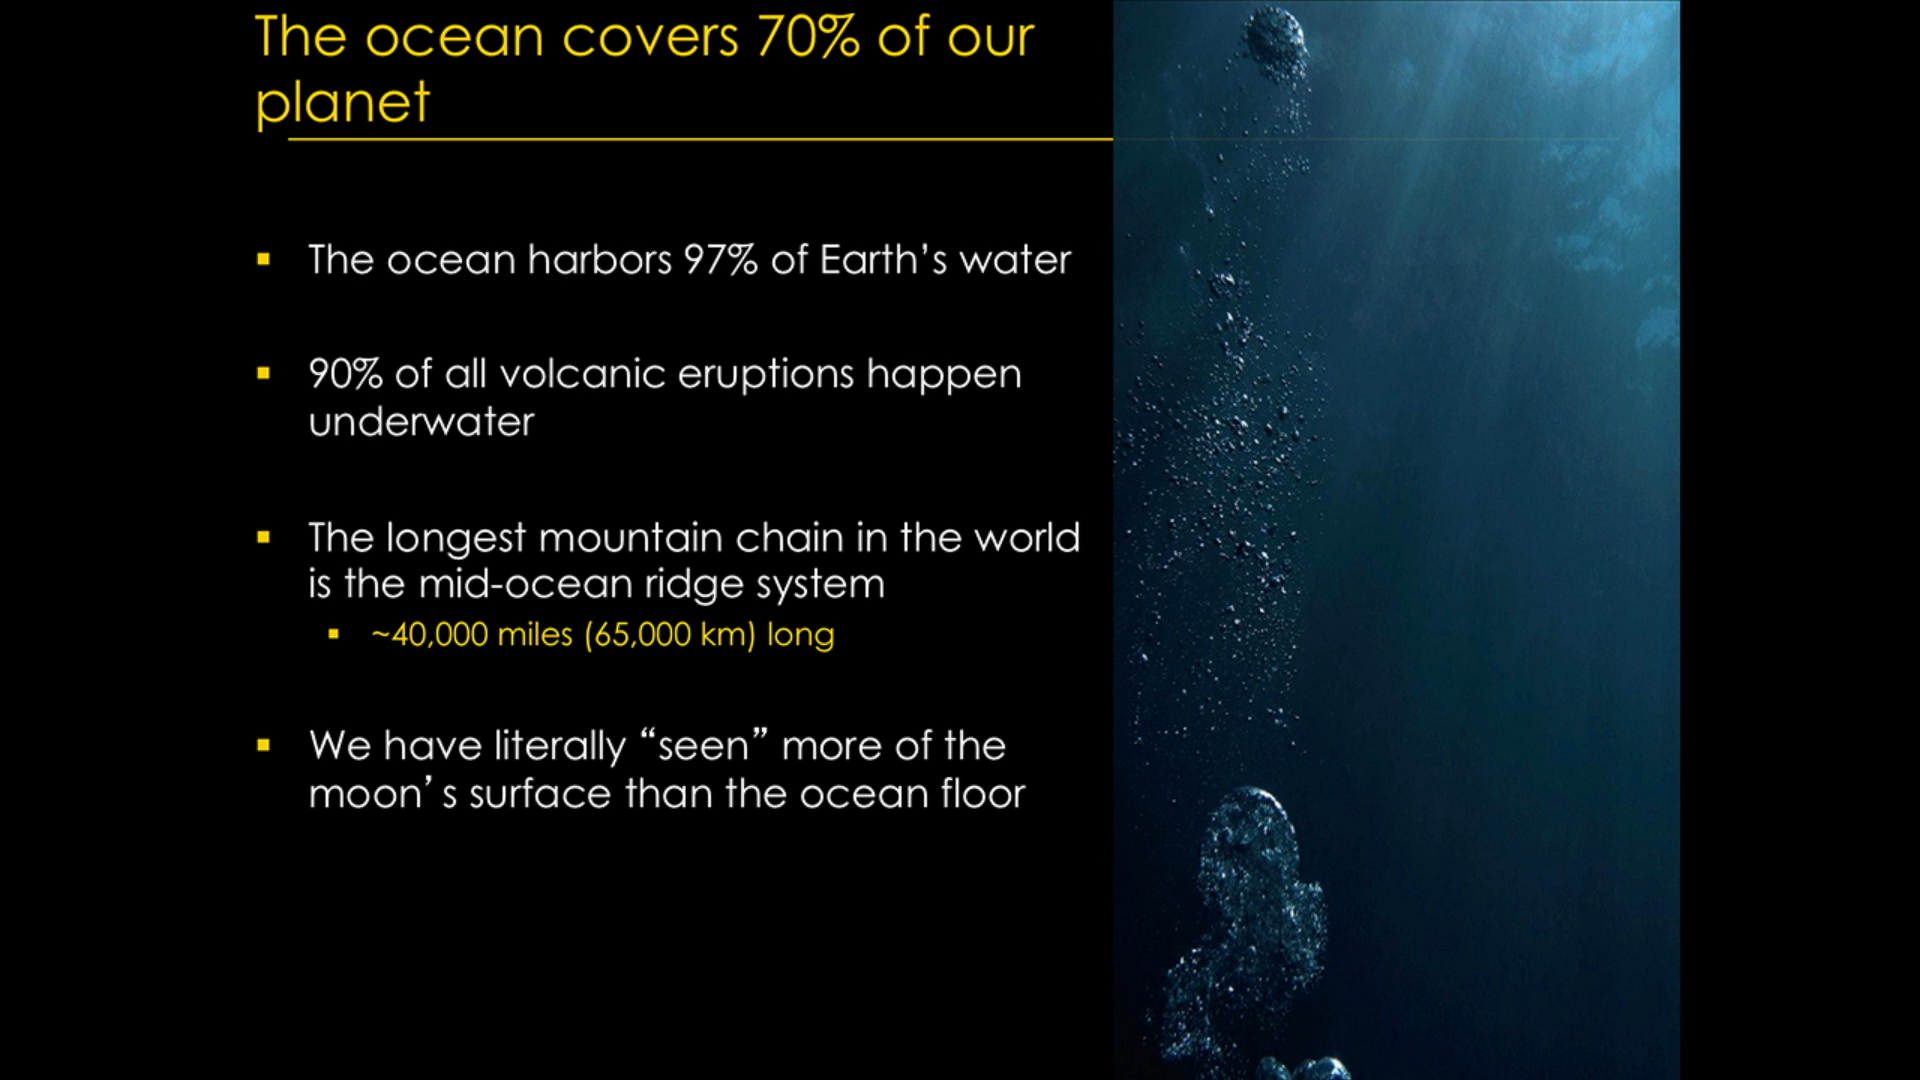 The ocean covers 70% of our
planet
▪ The ocean harbors 97% of Earth’s water
▪ 90% of all volcanic eruptions happen
underwater
▪ The longest mountain chain in the world
is the mid-ocean ridge system
▪ ~40,000 miles (65,000 km) long
▪ We have literally “seen” more of the
moon’s surface than the ocean floor